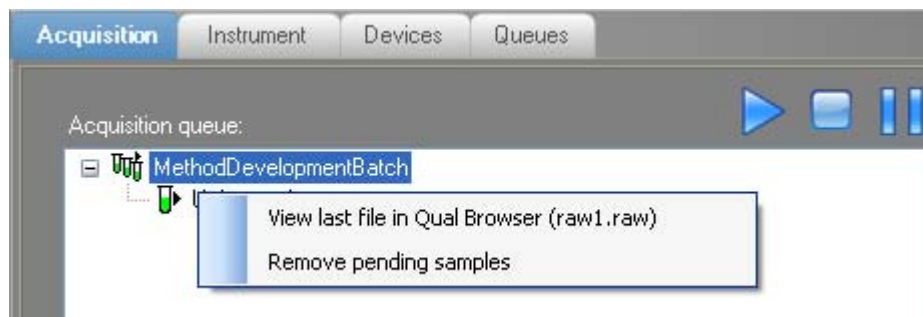 Acquisition Instrument Devices Queues
Acquisition queue:
MethodDevelopmentBatch
View last file in Qual Browser (raw1.raw)
Remove pending samples